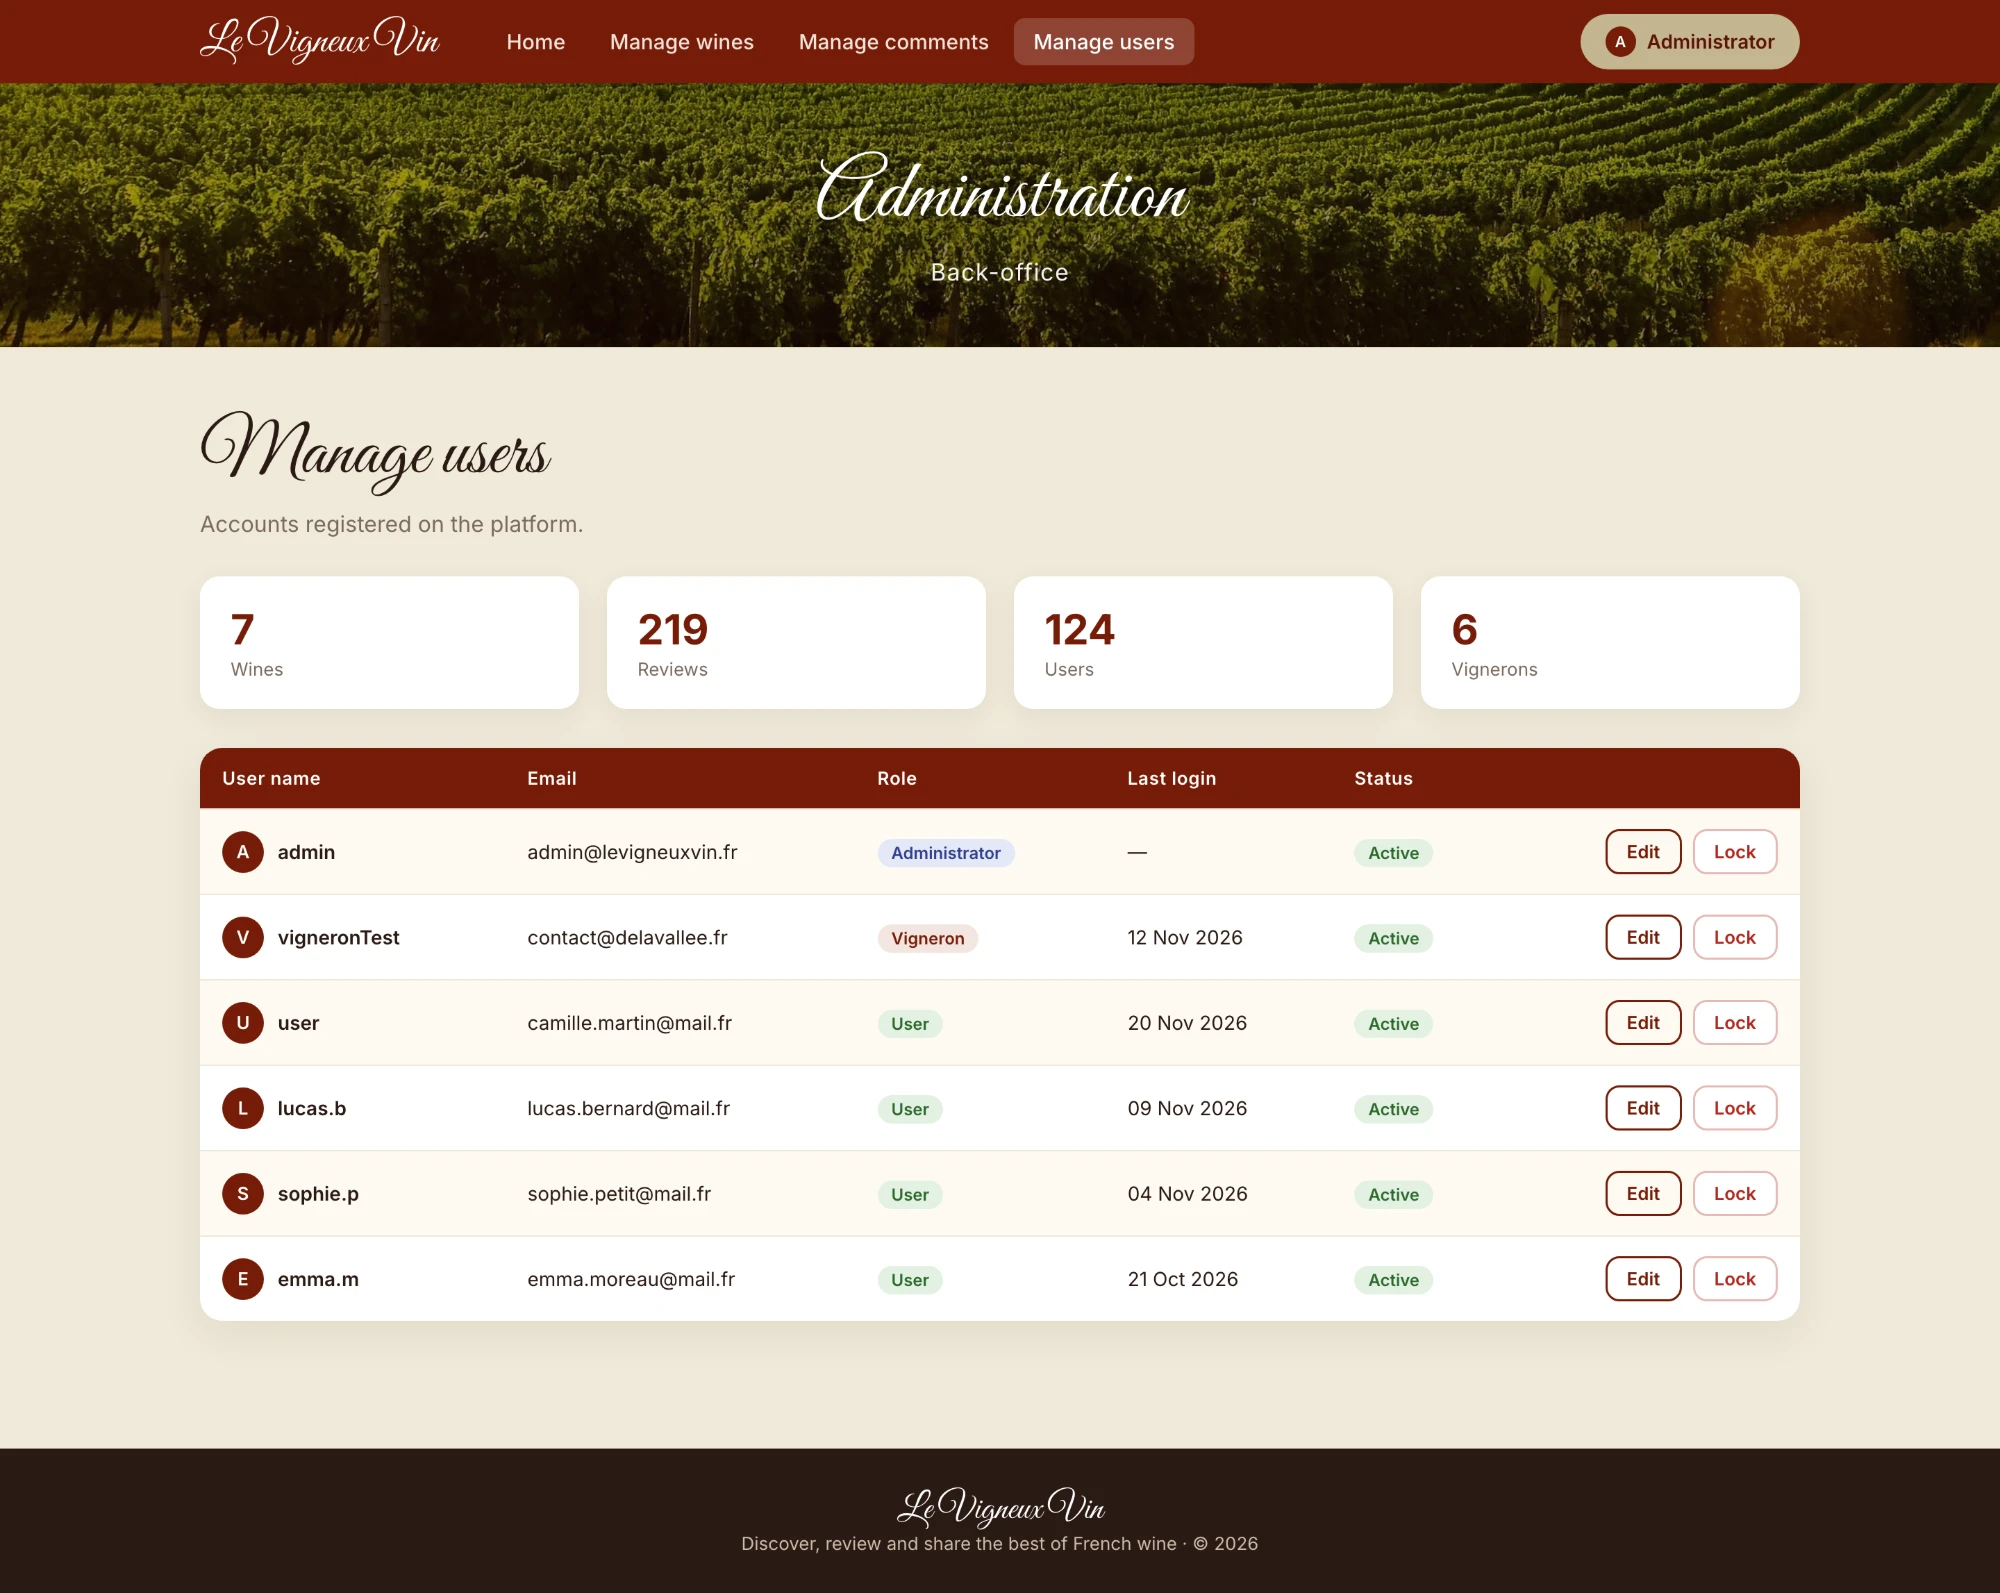 Le Vigneux Vin Home Manage wines Manage comments Manage users A Administrator
Administration
Back-office
Manage users
Accounts registered on the platform.
7 219 124 6
Wines Reviews Users Vignerons
User name Email Role Last login Status
A admin admin@levigneuxvin.fr Administrator — Active Edit Lock
V vigneronTest contact@delavallee.fr Vigneron 12 Nov 2026 Active Edit Lock
U user camille.martin@mail.fr User 20 Nov 2026 Active Edit Lock
L lucas.b lucas.bernard@mail.fr User 09 Nov 2026 Active Edit Lock
S sophie.p sophie.petit@mail.fr User 04 Nov 2026 Active Edit Lock
E emma.m emma.moreau@mail.fr User 21 Oct 2026 Active Edit Lock
Le Vigneux Vin
Discover, review and share the best of French wine · © 2026